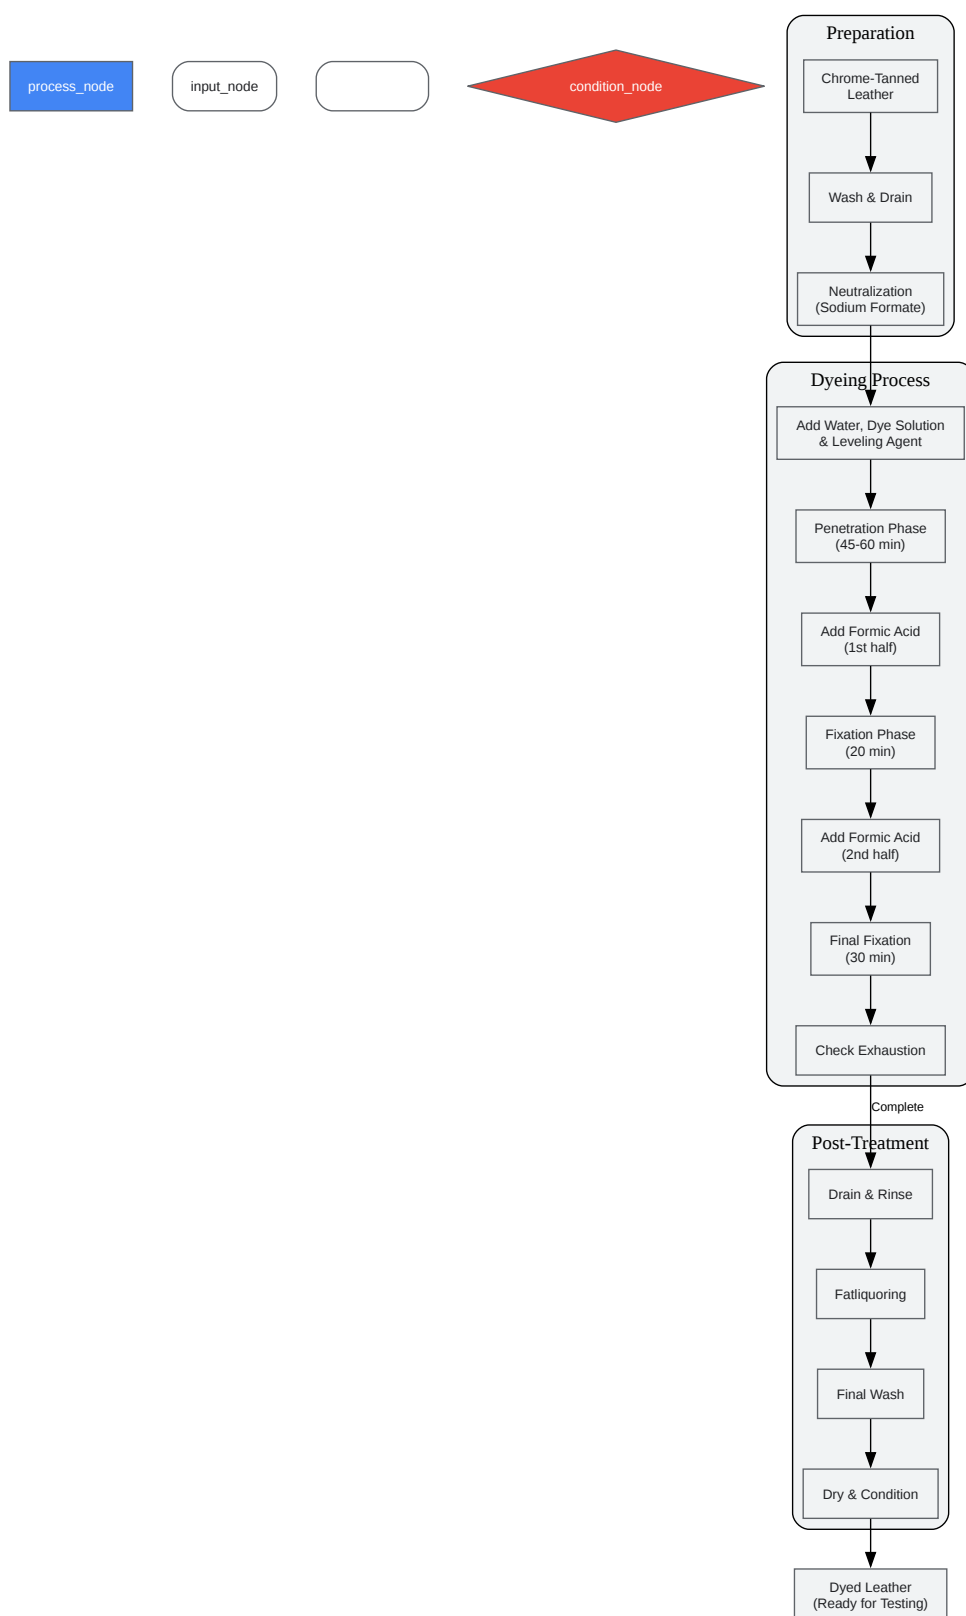 process_node
input_node
condition_node
Preparation
Chrome-Tanned
Leather
Wash & Drain
Neutralization
(Sodium Formate)
Dyeing Process
Add Water, Dye Solution
& Leveling Agent
Penetration Phase
(45-60 min)
Add Formic Acid
(1st half)
Fixation Phase
(20 min)
Add Formic Acid
(2nd half)
Final Fixation
(30 min)
Check Exhaustion
Complete
Post-Treatment
Drain & Rinse
Fatliquoring
Final Wash
Dry & Condition
Dyed Leather
(Ready for Testing)